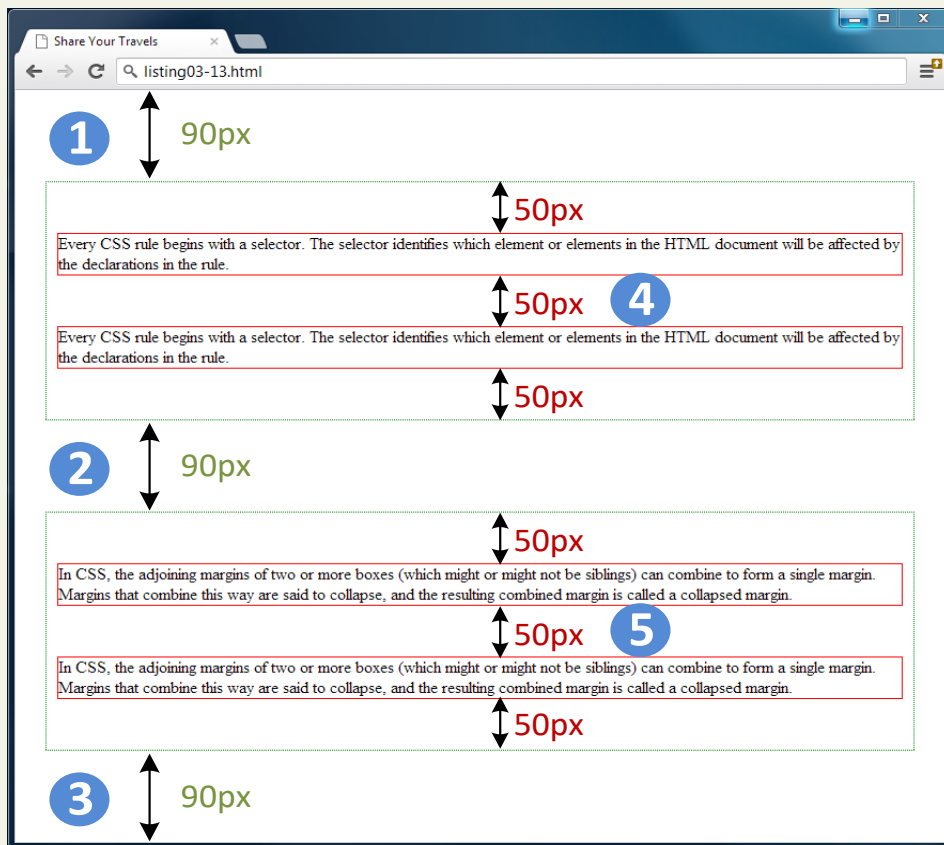 Share Your Travels
listing03-13.html
1
90px
50px
Every CSS rule begins with a selector. The selector identifies which element or elements in the HTML document will be affected by
the declarations in the rule.
50px
4
Every CSS rule begins with a selector. The selector identifies which element or elements in the HTML document will be affected by
the declarations in the rule.
50px
2
90px
50px
In CSS, the adjoining margins of two or more boxes (which might or might not be siblings) can combine to form a single margin.
Margins that combine this way are said to collapse, and the resulting combined margin is called a collapsed margin.
50px
5
In CSS, the adjoining margins of two or more boxes (which might or might not be siblings) can combine to form a single margin.
Margins that combine this way are said to collapse, and the resulting combined margin is called a collapsed margin.
50px
3
90px